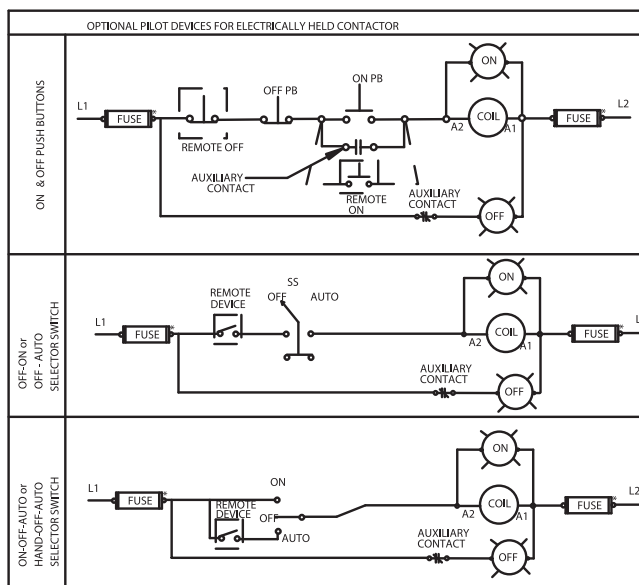 OPTIONAL PILOT DEVICES FOR ELECTRICALLY HELD CONTACTOR
ON & OFF PUSH BUTTONS
L1
FUSE
*
REMOTE OFF
OFF PB
ON PB
ON
A2
COIL
A1
FUSE
*
L2
AUXILIARY
CONTACT
REMOTE
ON
AUXILIARY
CONTACT
OFF
OFF-ON or
OFF - AUTO
SELECTOR SWITCH
L1
FUSE
*
REMOTE
DEVICE
SS
OFF
AUTO
ON
A2
COIL
A1
FUSE
*
L
AUXILIARY
CONTACT
OFF
ON-OFF-AUTO or
HAND-OFF-AUTO
SELECTOR SWITCH
L1
FUSE
*
REMOTE
DEVICE
ON
OFF
AUTO
ON
A2
COIL
A1
FUSE
*
L2
AUXILIARY
CONTACT
OFF